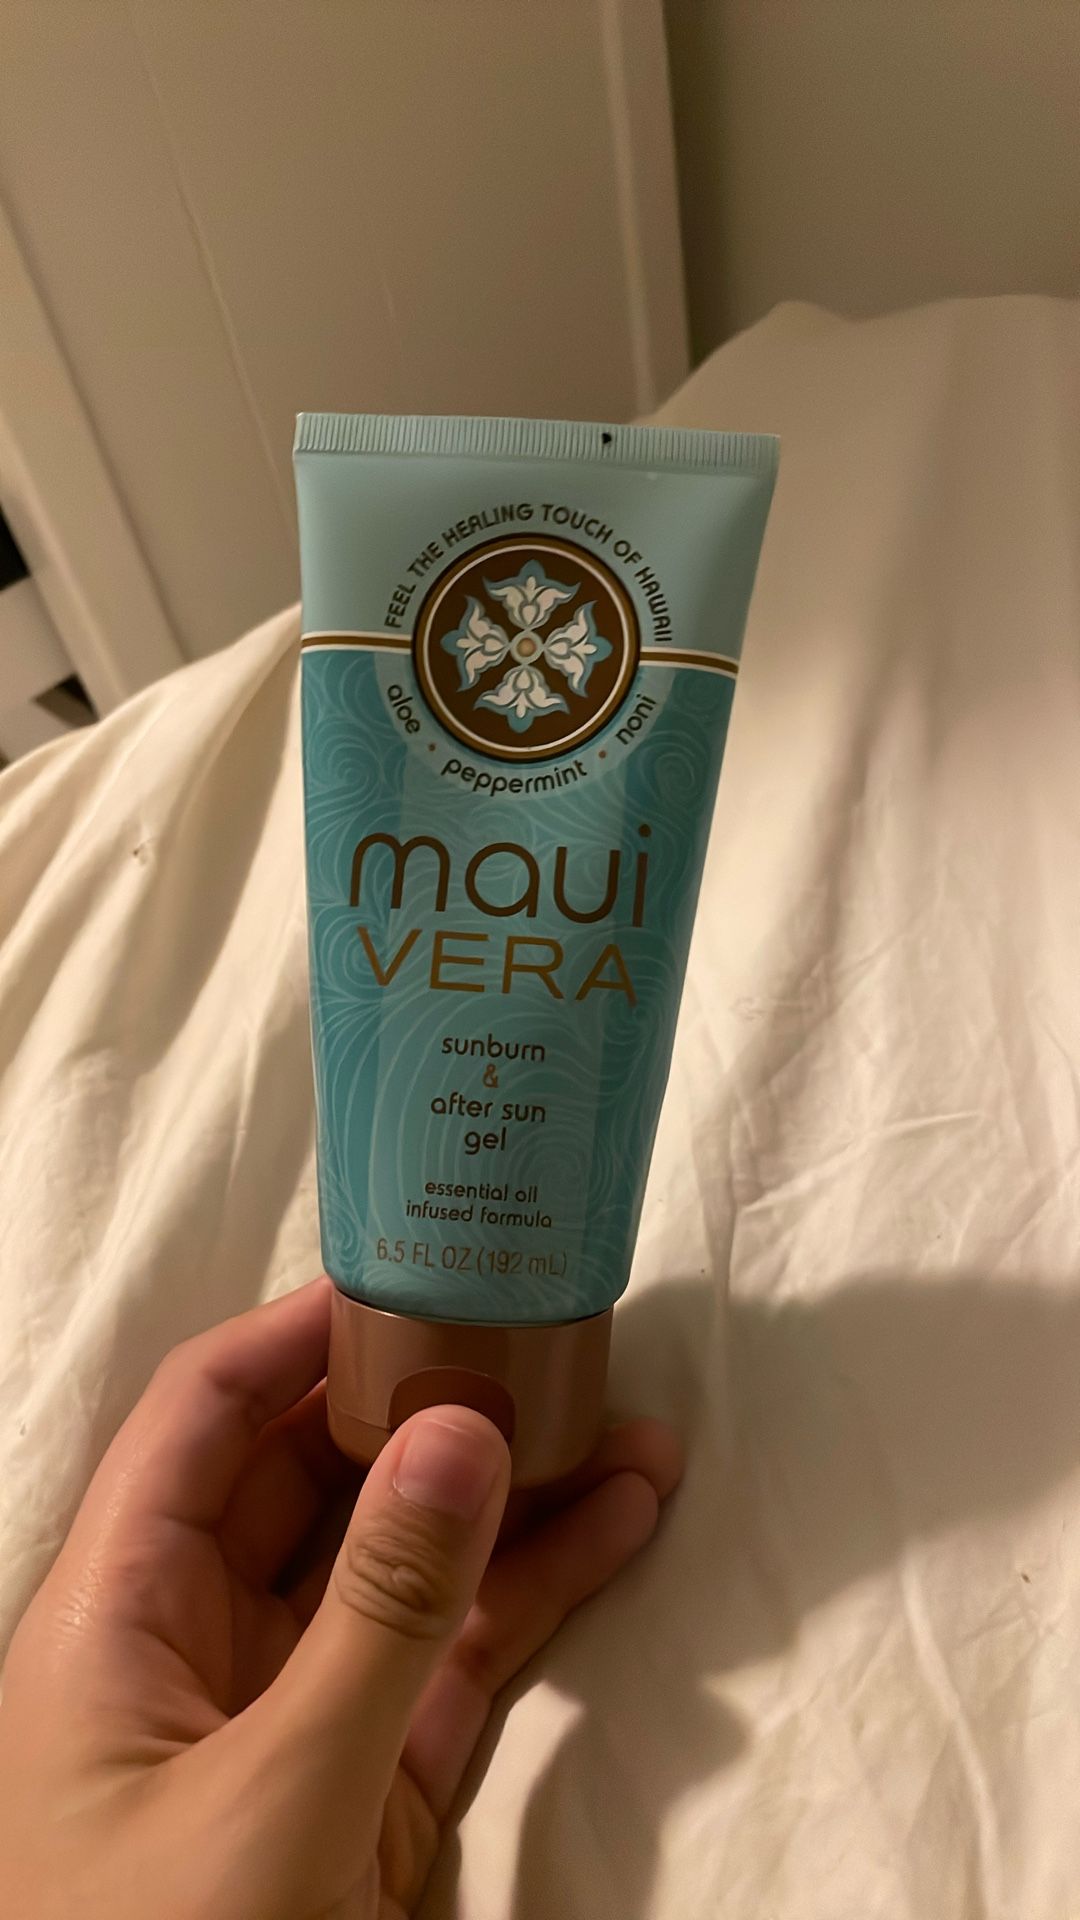 FEEL THE HEALING TOUCH OF HAWAII
aloe • peppermint • noni
maui
VERA
sunburn
&
after sun
gel
essential oil
infused formula
6.5 FL OZ (192 mL)